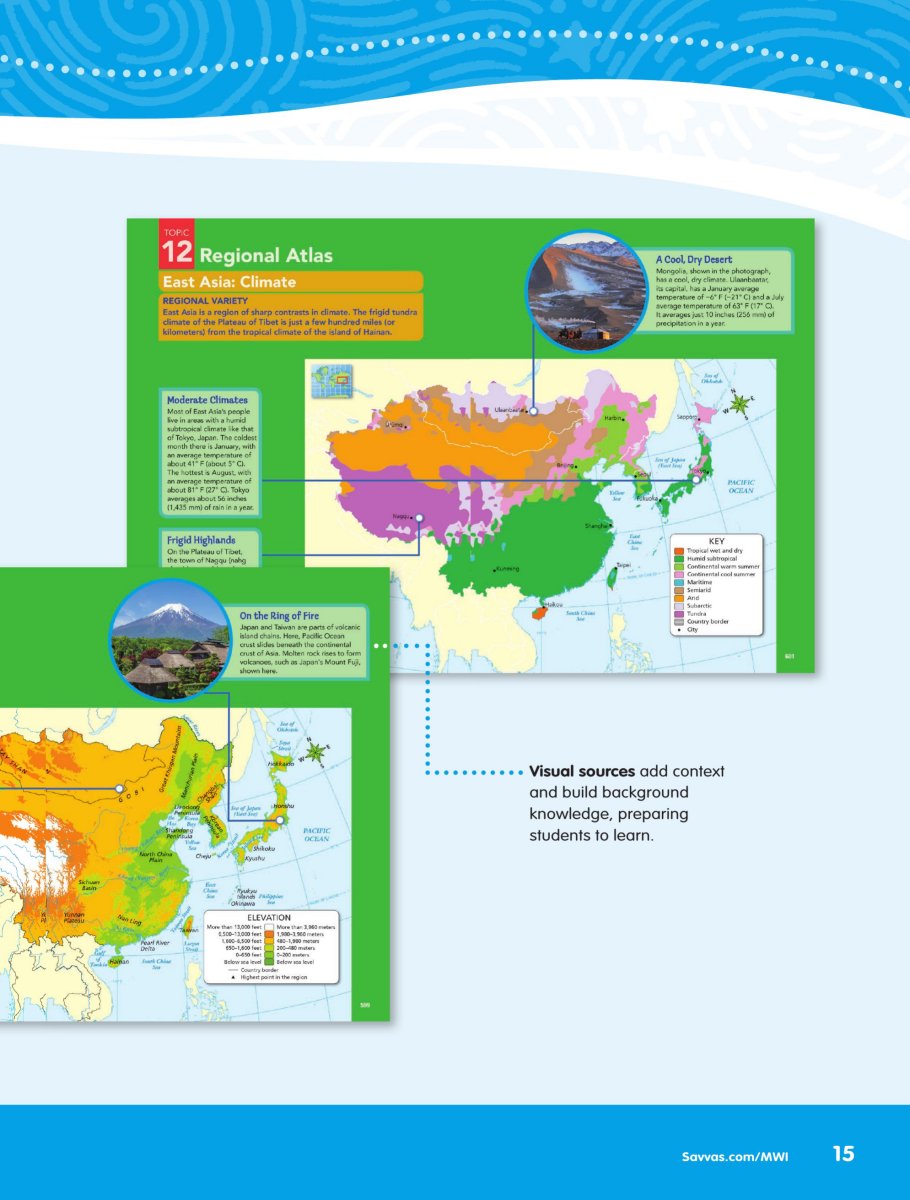 TOPIC
12 Regional Atlas
East Asia: Climate
REGIONAL VARIETY
East Asia is a region of sharp contrasts in climate. The frigid tundra
climate of the Plateau of Tibet is just a few hundred miles (or
kilometers) from the tropical climate of the island of Hainan.
A Cool, Dry Desert
Mongolia, shown in the photograph,
has a cool, dry climate. Ulaanbaatar,
its capital, has a January average
temperature of −6° F (−21° C) and a July
average temperature of 63° F (17° C).
It averages just 10 inches (256 mm) of
precipitation in a year.
Moderate Climates
Most of East Asia's people
live in areas with a humid
subtropical climate like that
of Tokyo, Japan. The coldest
month there is January, with
an average temperature of
about 41° F (about 5° C).
The hottest is August, with
an average temperature of
about 81° F (27° C). Tokyo
averages about 56 inches
(1,435 mm) of rain in a year.
Frigid Highlands
On the Plateau of Tibet,
the town of Nagqu (nahg
Sea of
Okhotsk
N
E
W
S
Ulaanbaatar
Ürümqi
Harbin
Sapporo
Beijing
Sea of Japan
(East Sea)
Seoul
Tokyo
PACIFIC
OCEAN
Yellow
Sea
Fukuoka
Nagqu
Shanghai
East
China
Sea
Kunming
Taipei
Haikou
South China
Sea
KEY
Tropical wet and dry
Humid subtropical
Continental warm summer
Continental cool summer
Maritime
Semiarid
Arid
Subarctic
Tundra
Country border
City
601
On the Ring of Fire
Japan and Taiwan are parts of volcanic
island chains. Here, Pacific Ocean
crust slides beneath the continental
crust of Asia. Molten rock rises to form
volcanoes, such as Japan's Mount Fuji,
shown here.
Sea of
Okhotsk
N
E
W
S
Hokkaido
Great Khingan Mountains
Manchurian Plain
GOBI
Liaodong
Peninsula
Korean
Peninsula
Sea of Japan
(East Sea)
Honshu
Shandong
Peninsula
Yellow
Sea
PACIFIC
OCEAN
North China
Plain
Cheju
Shikoku
Kyushu
Sichuan
Basin
East
China
Sea
Ryukyu
Islands
Okinawa
Philippine
Sea
Yunnan
Plateau
Nan Ling
Taiwan
Pearl River
Delta
Luzon
Strait
Hainan
South China
Sea
ELEVATION
More than 13,000 feet More than 3,960 meters
6,500–13,000 feet 1,980–3,960 meters
1,600–6,500 feet 480–1,980 meters
650–1,600 feet 200–480 meters
0–650 feet 0–200 meters
Below sea level Below sea level
Country border
Highest point in the region
599
Visual sources add context
and build background
knowledge, preparing
students to learn.
Savvas.com/MWI 15